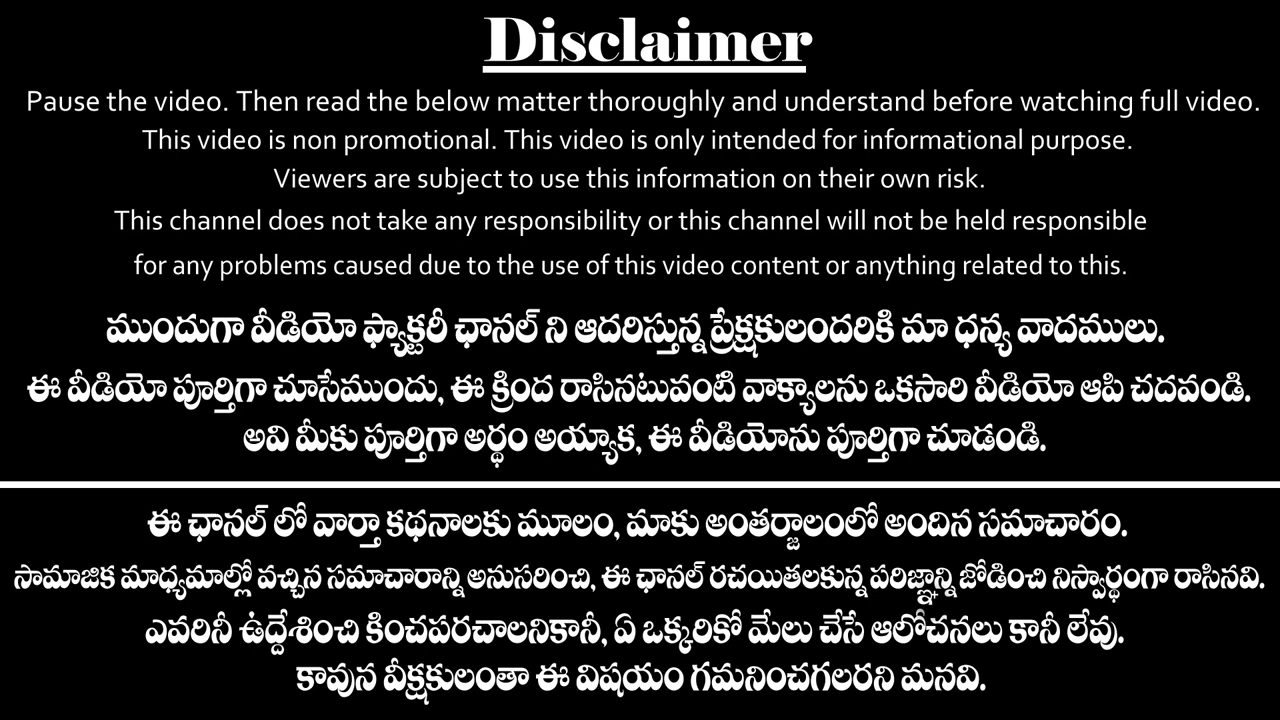 Disclaimer
Pause the video. Then read the below matter thoroughly and understand before watching full video.
This video is non promotional. This video is only intended for informational purpose.
Viewers are subject to use this information on their own risk.
This channel does not take any responsibility or this channel will not be held responsible
for any problems caused due to the use of this video content or anything related to this.
ముందుగా వీడియో ఫ్యాక్టరీ ఛానల్ ని ఆదరిస్తున్న ప్రేక్షకులందరికి మా ధన్య వాదములు.
ఈ వీడియో పూర్తిగా చూసేముందు, ఈ క్రింద రాసినటువంటి వాక్యాలను ఒకసారి వీడియో ఆపి చదవండి.
అవి మీకు పూర్తిగా అర్థం అయ్యాక, ఈ వీడియోను పూర్తిగా చూడండి.
ఈ ఛానల్ లో వార్తా కథనాలకు మూలం, మాకు అంతర్జాలంలో అందిన సమాచారం.
సామాజిక మాధ్యమాల్లో వచ్చిన సమాచారాన్ని అనుసరించి, ఈ ఛానల్ రచయితలకున్న పరిజ్ఞాన్ని జోడించి నిస్వార్థంగా రాసినవి.
ఎవరినీ ఉద్దేశించి కించపరచాలనికానీ, ఏ ఒక్కరికో మేలు చేసే ఆలోచనలు కానీ లేవు.
కావున వీక్షకులంతా ఈ విషయం గమనించగలరని మనవి.